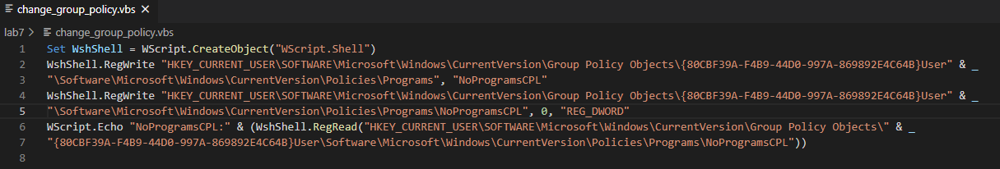 change_group_policy.vbs ×
lab7 > change_group_policy.vbs
1 Set WshShell = WScript.CreateObject("WScript.Shell")
2 WshShell.RegWrite "HKEY_CURRENT_USER\SOFTWARE\Microsoft\Windows\CurrentVersion\Group Policy Objects\{80CBF39A-F4B9-44D0-997A-869892E4C64B}User" & _
3 "\Software\Microsoft\Windows\CurrentVersion\Policies\Programs", "NoProgramsCPL"
4 WshShell.RegWrite "HKEY_CURRENT_USER\SOFTWARE\Microsoft\Windows\CurrentVersion\Group Policy Objects\{80CBF39A-F4B9-44D0-997A-869892E4C64B}User" & _
5 "\Software\Microsoft\Windows\CurrentVersion\Policies\Programs\NoProgramsCPL", 0, "REG_DWORD"
6 WScript.Echo "NoProgramsCPL:" & (WshShell.RegRead("HKEY_CURRENT_USER\SOFTWARE\Microsoft\Windows\CurrentVersion\Group Policy Objects\" & _
7 "{80CBF39A-F4B9-44D0-997A-869892E4C64B}User\Software\Microsoft\Windows\CurrentVersion\Policies\Programs\NoProgramsCPL"))
8